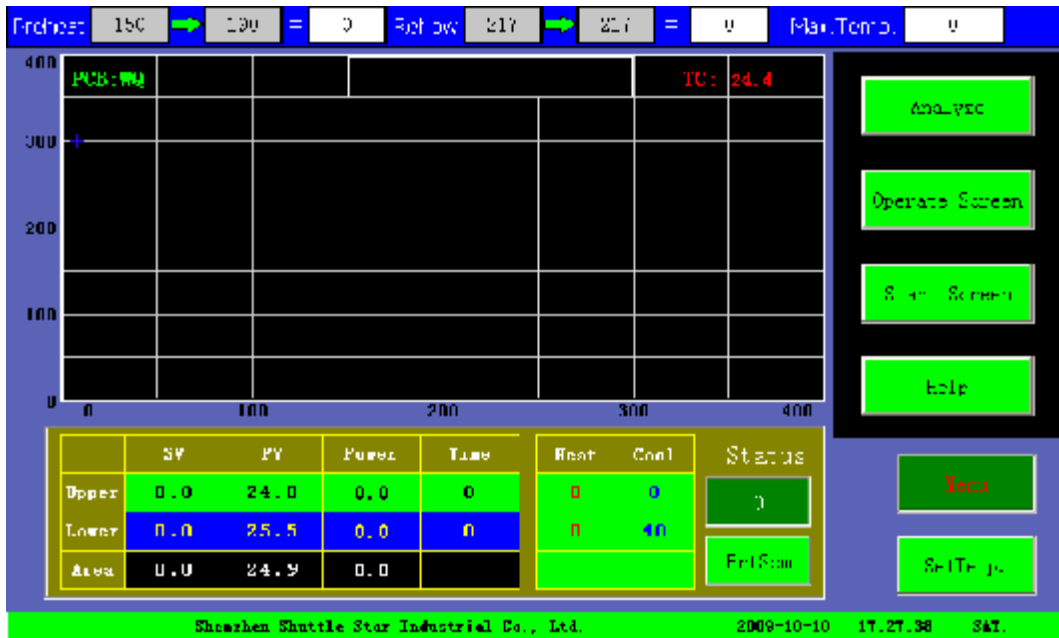 Preheat 150 190 = 0 Reflow 217 217 = 0 Max.Temp. 0
400
PCB:WQ TC: 24.4
300
200
100
0
0 100 200 300 400
Analyze
Operate Screen
Screen
Help
Menu
SV PV Power Time Heat Cool Status
Upper 0.0 24.0 0.0 0 0 0 0
Lower 0.0 25.5 0.0 0 0 40
Area 0.0 24.9 0.0
Shenzhen Shuttle Star Industrial Co., Ltd. 2009-10-10 17.27.38 SAT.